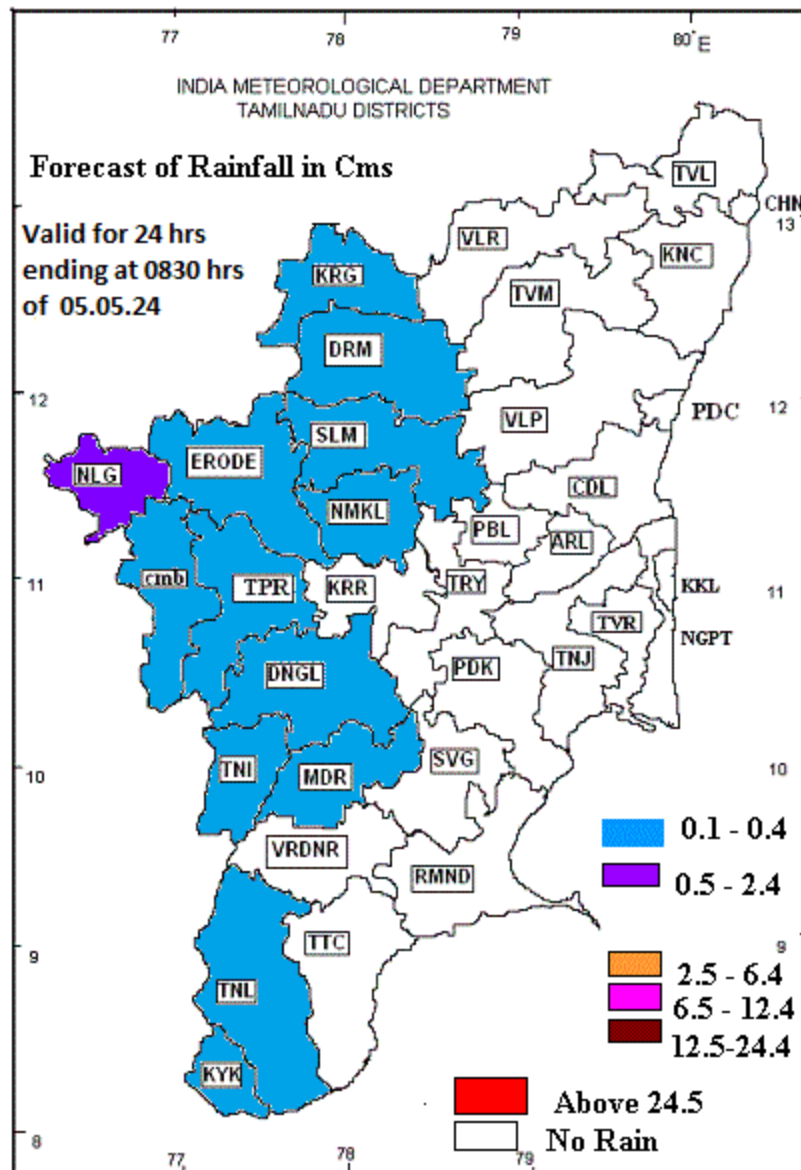 77 78 79 80°E
INDIA METEOROLOGICAL DEPARTMENT
TAMILNADU DISTRICTS
Forecast of Rainfall in Cms
TVL
CHN
13
Valid for 24 hrs
ending at 0830 hrs
of 05.05.24
VLR
KNC
KRG
TVM
DRM
12
12
PDC
VLP
SLM
ERODE
NLG
CDL
NMKL
PBL
ARL
11
cmb
TPR
KRR
TRY
KKL
11
TVR
NGPT
DNGL
PDK
TNJ
10
TNI
MDR
SVG
10
0.1 - 0.4
VRDNR
RMND
0.5 - 2.4
9
TTC
9
2.5 - 6.4
TNL
6.5 - 12.4
12.5-24.4
KYK
Above 24.5
No Rain
8
77 78 79